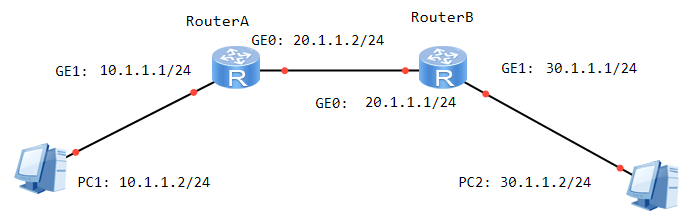 RouterA
RouterB
GE0: 20.1.1.2/24
GE1: 10.1.1.1/24
GE1: 30.1.1.1/24
R
R
GE0: 20.1.1.1/24
PC1: 10.1.1.2/24
PC2: 30.1.1.2/24